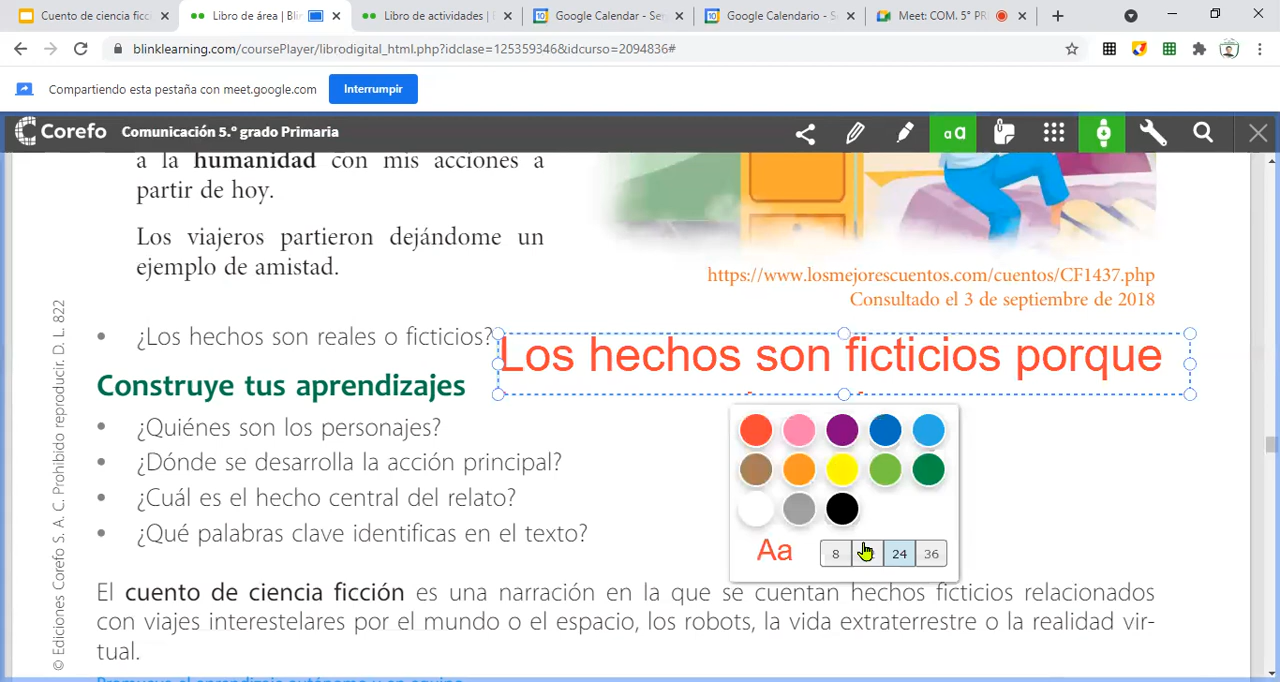 Cuento de ciencia ficci
Libro de área | Blin
Libro de actividades |
Google Calendar - Se
Google Calendario - S
Meet: COM. 5° PR
blinklearning.com/coursePlayer/librodigital_html.php?idclase=125359346&idcurso=2094836#
Compartiendo esta pestaña con meet.google.com
Interrumpir
Corefo
Comunicación 5.º grado Primaria
aa
a la humanidad con mis acciones a
partir de hoy.
Los viajeros partieron dejándome un
ejemplo de amistad.
https://www.losmejorescuentos.com/cuentos/CF1437.php
Consultado el 3 de septiembre de 2018
• ¿Los hechos son reales o ficticios?
Los hechos son ficticios porque
Construye tus aprendizajes
• ¿Quiénes son los personajes?
• ¿Dónde se desarrolla la acción principal?
• ¿Cuál es el hecho central del relato?
• ¿Qué palabras clave identificas en el texto?
Aa
8
24
36
El cuento de ciencia ficción es una narración en la que se cuentan hechos ficticios relacionados
con viajes interestelares por el mundo o el espacio, los robots, la vida extraterrestre o la realidad vir-
tual.
© Ediciones Corefo S. A. C. Prohibido reproducir. D. L. 822